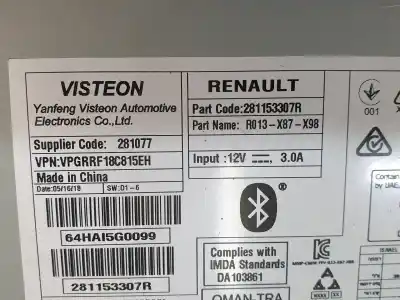 VISTEON
Yanfeng Visteon Automotive
Electronics Co.,Ltd.
Supplier Code: 281077
VPN:VPGRRF18C815EH
Made in China
Date:05/16/18 SW:01-6
64HAI5G0099
281153307R
RENAULT
Part Code:281153307R
Part Name: R013-X87-X98
Input:12V 3.0A
Complies with
IMDA Standards
DA103861
OMAN-TRA
001